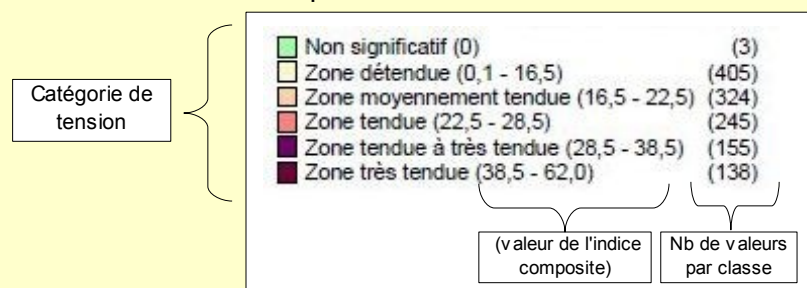 Catégorie de
tension
Non significatif (0) (3)
Zone détendue (0,1 - 16,5) (405)
Zone moyennement tendue (16,5 - 22,5) (324)
Zone tendue (22,5 - 28,5) (245)
Zone tendue à très tendue (28,5 - 38,5) (155)
Zone très tendue (38,5 - 62,0) (138)
(valeur de l'indice
composite)
Nb de valeurs
par classe